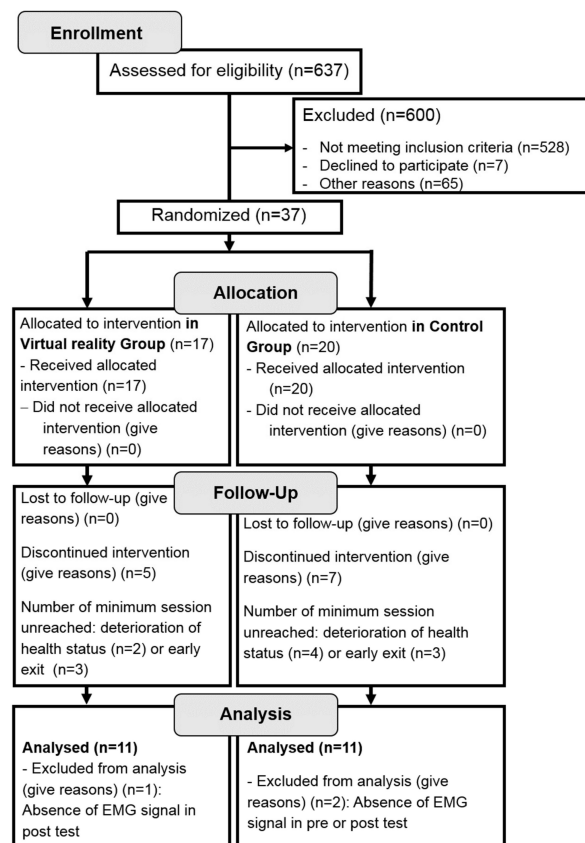 Enrollment
Assessed for eligibility (n=637)
Excluded (n=600)
- Not meeting inclusion criteria (n=528)
- Declined to participate (n=7)
- Other reasons (n=65)
Randomized (n=37)
Allocation
Allocated to intervention in
Virtual reality Group (n=17)
- Received allocated
intervention (n=17)
– Did not receive allocated
intervention (give
reasons) (n=0)
Allocated to intervention in Control
Group (n=20)
- Received allocated intervention
(n=20)
- Did not receive allocated
intervention (give reasons) (n=0)
Follow-Up
Lost to follow-up (give
reasons) (n=0)
Discontinued intervention
(give reasons) (n=5)
Number of minimum session
unreached: deterioration of
health status (n=2) or early
exit (n=3)
Lost to follow-up (give reasons) (n=0)
Discontinued intervention (give
reasons) (n=7)
Number of minimum session
unreached: deterioration of health
status (n=4) or early exit (n=3)
Analysis
Analysed (n=11)
- Excluded from analysis
(give reasons) (n=1):
Absence of EMG signal in
post test
Analysed (n=11)
- Excluded from analysis (give
reasons) (n=2): Absence of EMG
signal in pre or post test